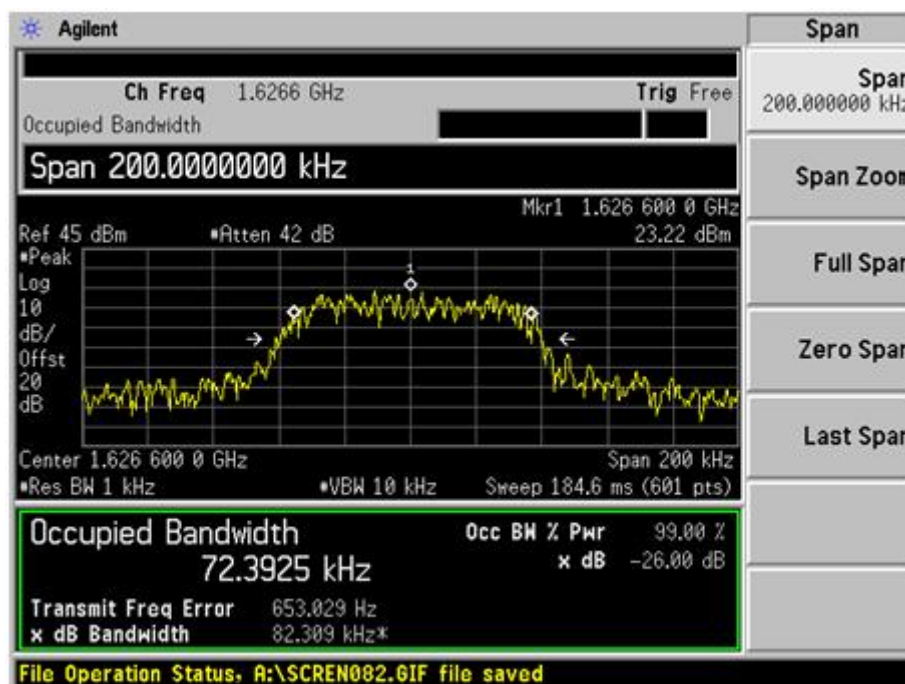 Agilent
Span
Ch Freq 1.6266 GHz Trig Free
Occupied Bandwidth
Span 200.0000000 kHz
Span
200.000000 kHz
Span Zoom
Full Span
Zero Span
Last Span
Mkr1 1.626 600 0 GHz
Ref 45 dBm *Atten 42 dB 23.22 dBm
*Peak
Log
10
dB/
Offst
20
dB
1
Center 1.626 600 0 GHz Span 200 kHz
*Res BW 1 kHz *VBW 10 kHz Sweep 184.6 ms (601 pts)
Occupied Bandwidth
72.3925 kHz
Occ BW % Pwr 99.00 %
x dB -26.00 dB
Transmit Freq Error 653.029 Hz
x dB Bandwidth 82.309 kHz*
File Operation Status, A:\SCREN082.GIF file saved